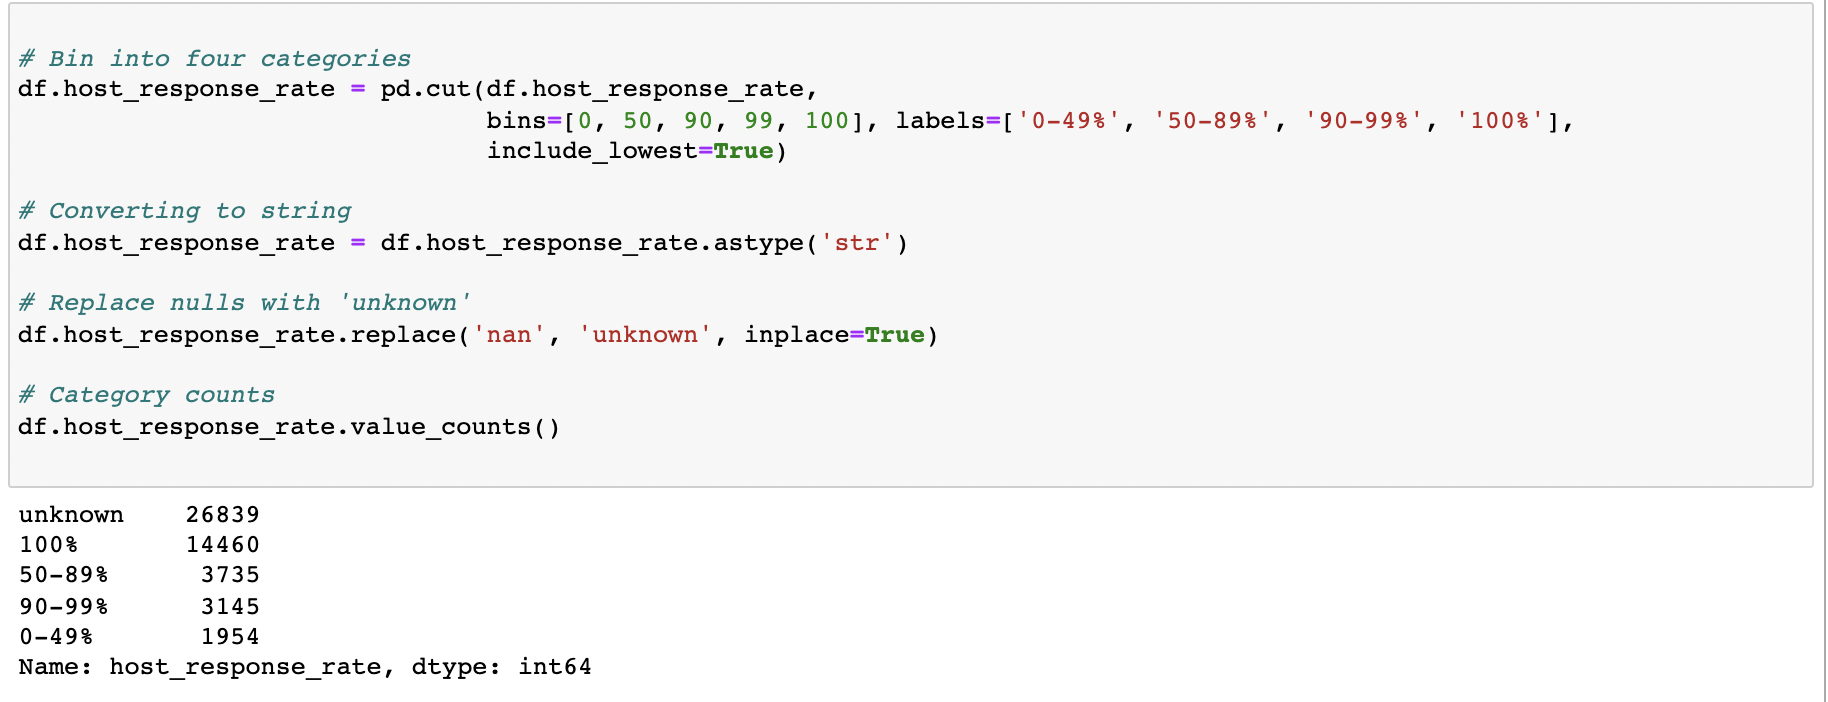 # Bin into four categories
df.host_response_rate = pd.cut(df.host_response_rate,
                               bins=[0, 50, 90, 99, 100], labels=['0-49%', '50-89%', '90-99%', '100%'],
                               include_lowest=True)
# Converting to string
df.host_response_rate = df.host_response_rate.astype('str')
# Replace nulls with 'unknown'
df.host_response_rate.replace('nan', 'unknown', inplace=True)
# Category counts
df.host_response_rate.value_counts()
unknown    26839
100%       14460
50-89%      3735
90-99%      3145
0-49%       1954
Name: host_response_rate, dtype: int64